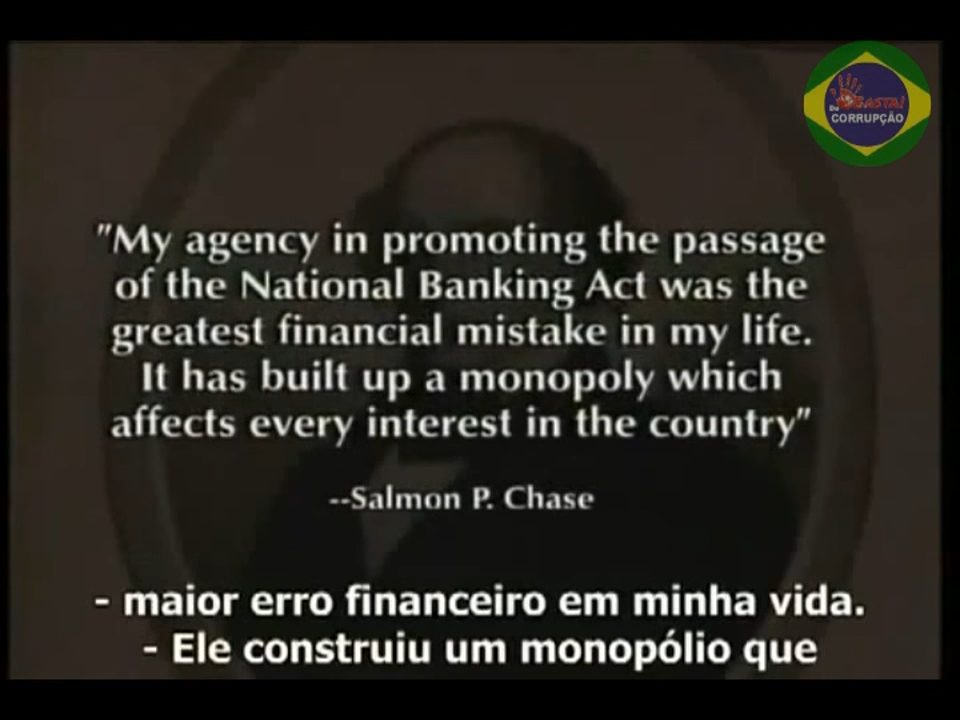 De
BASTA!
CORRUPÇÃO
"My agency in promoting the passage
of the National Banking Act was the
greatest financial mistake in my life.
It has built up a monopoly which
affects every interest in the country"
--Salmon P. Chase
- maior erro financeiro em minha vida.
- Ele construiu um monopólio que